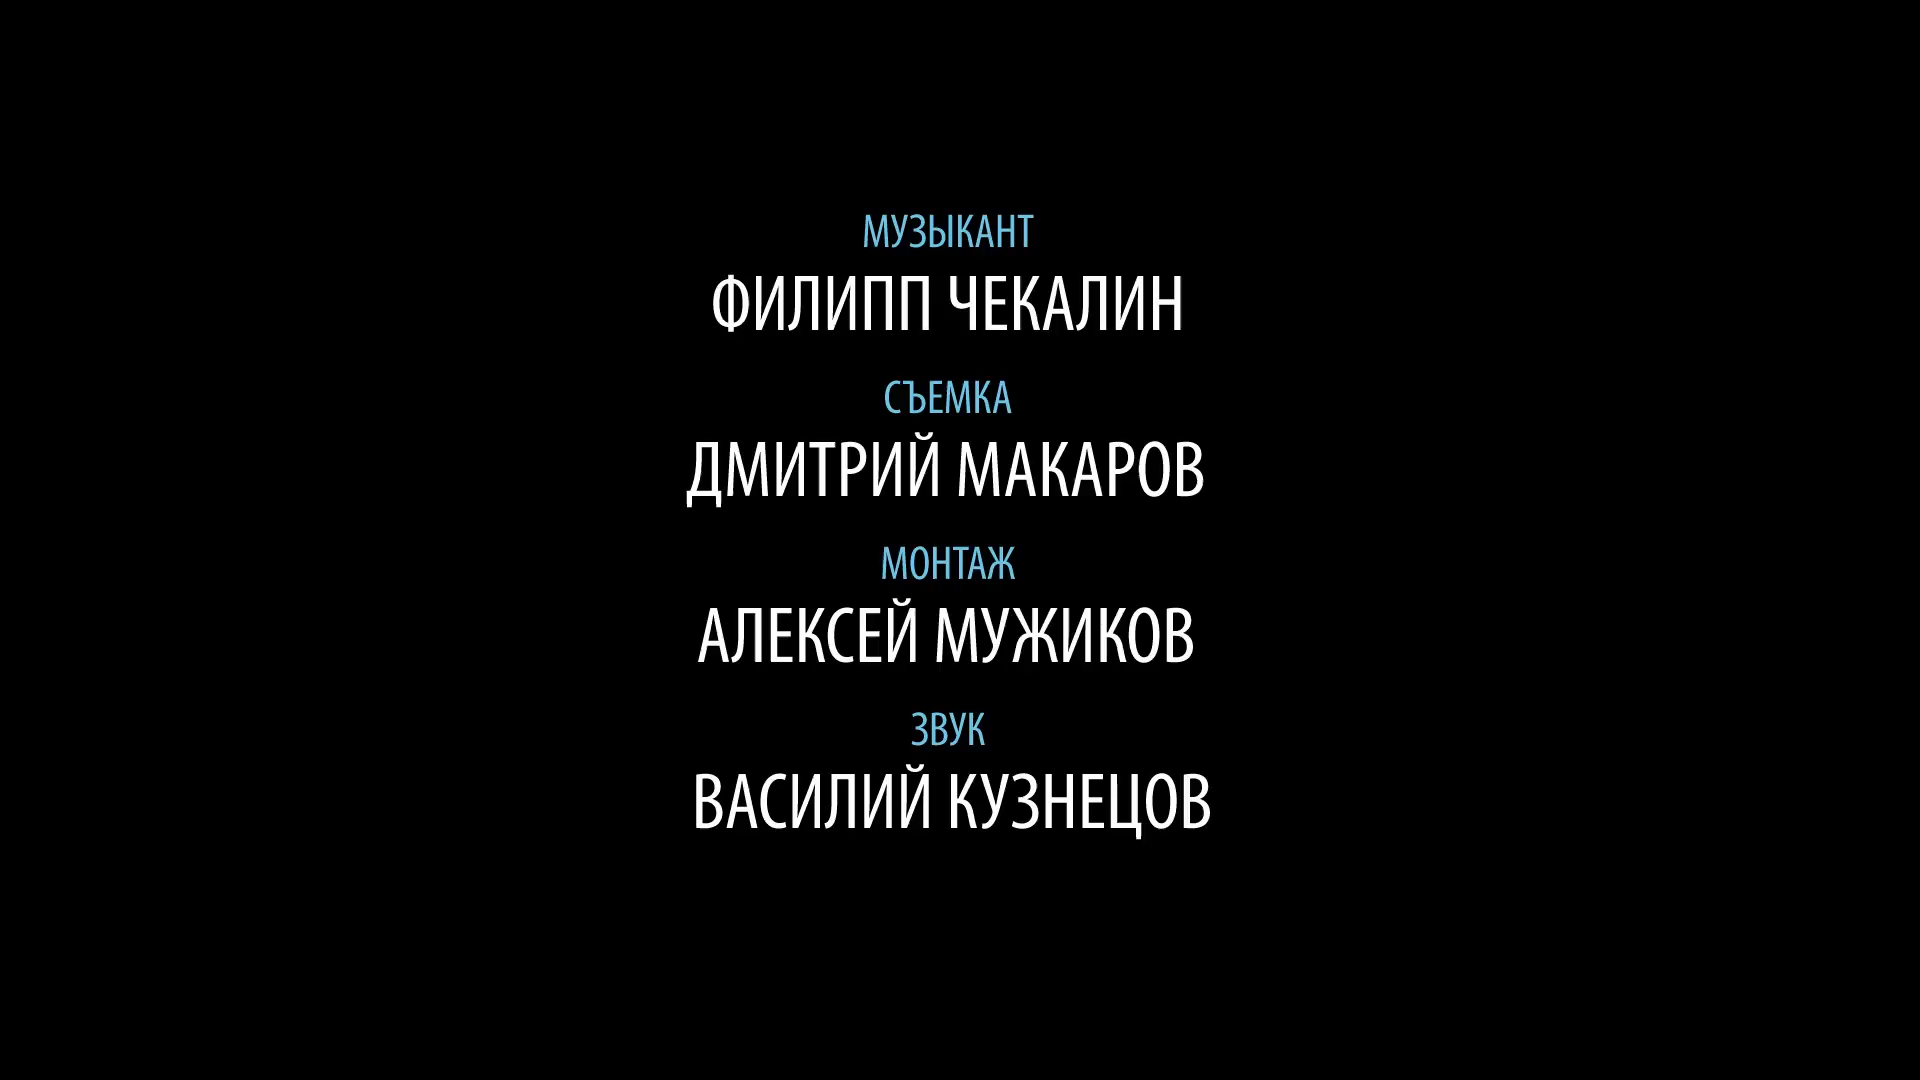 МУЗЫКАНТ
ФИЛИПП ЧЕКАЛИН
СЪЕМКА
ДМИТРИЙ МАКАРОВ
МОНТАЖ
АЛЕКСЕЙ МУЖИКОВ
ЗВУК
ВАСИЛИЙ КУЗНЕЦОВ